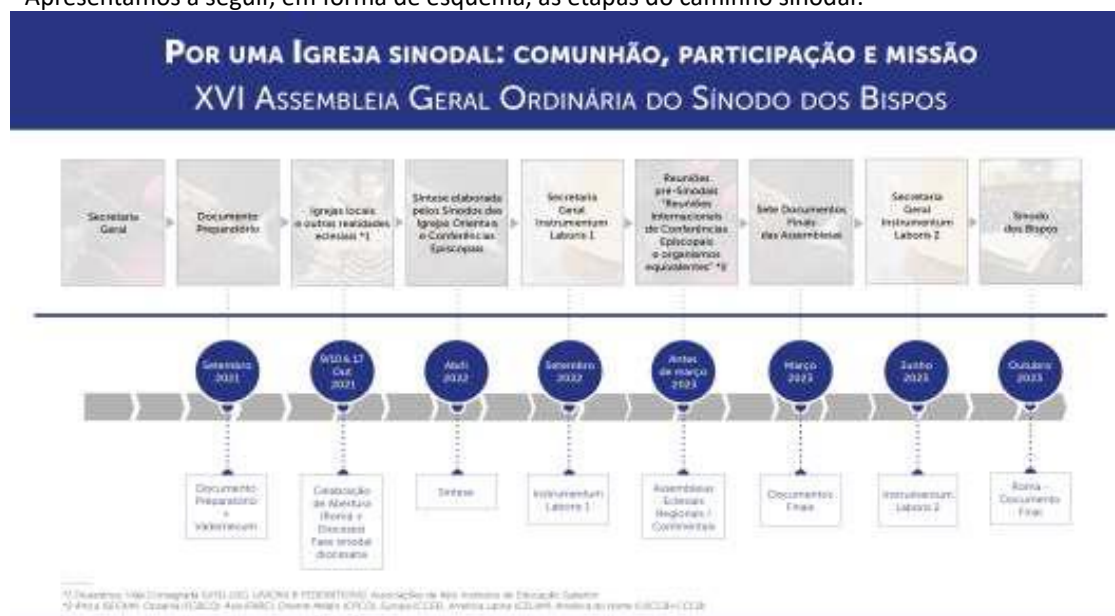 Apresentamos a seguir, em forma de esquema, as etapas do caminho sinodal:
POR UMA IGREJA SINODAL: COMUNHÃO, PARTICIPAÇÃO E MISSÃO
XVI ASSEMBLEIA GERAL ORDINÁRIA DO SÍNODO DOS BISPOS
Secretaria
Geral
Documento
Preparatório
Igrejas locais
e outras realidades
eclesiais *1
Síntese elaborada
pelos Sínodos das
Igrejas Orientais
e Conferências
Episcopais
Secretaria
Geral
Instrumentum
Laboris 1
Reuniões
pré-Sinodais
"Reuniões
Internacionais
de Conferências
Episcopais
e organismos
equivalentes" *2
Sete Documentos
Finais
das Assembleias
Secretaria
Geral
Instrumentum
Laboris 2
Sínodo
dos Bispos
Setembro
2021
9/10 & 17
Out
2021
Abril
2022
Setembro
2022
Antes
de março
2023
Março
2023
Junho
2023
Outubro
2023
Documento
Preparatório
+
Vademecum
Celebração
de Abertura
(Roma +
Dioceses)
Fase sinodal
diocesana
Síntese
Instrumentum
Laboris 1
Assembleias
Eclesiais
Regionais /
Continentais
Documentos
Finais
Instrumentum
Laboris 2
Roma -
Documento
Final